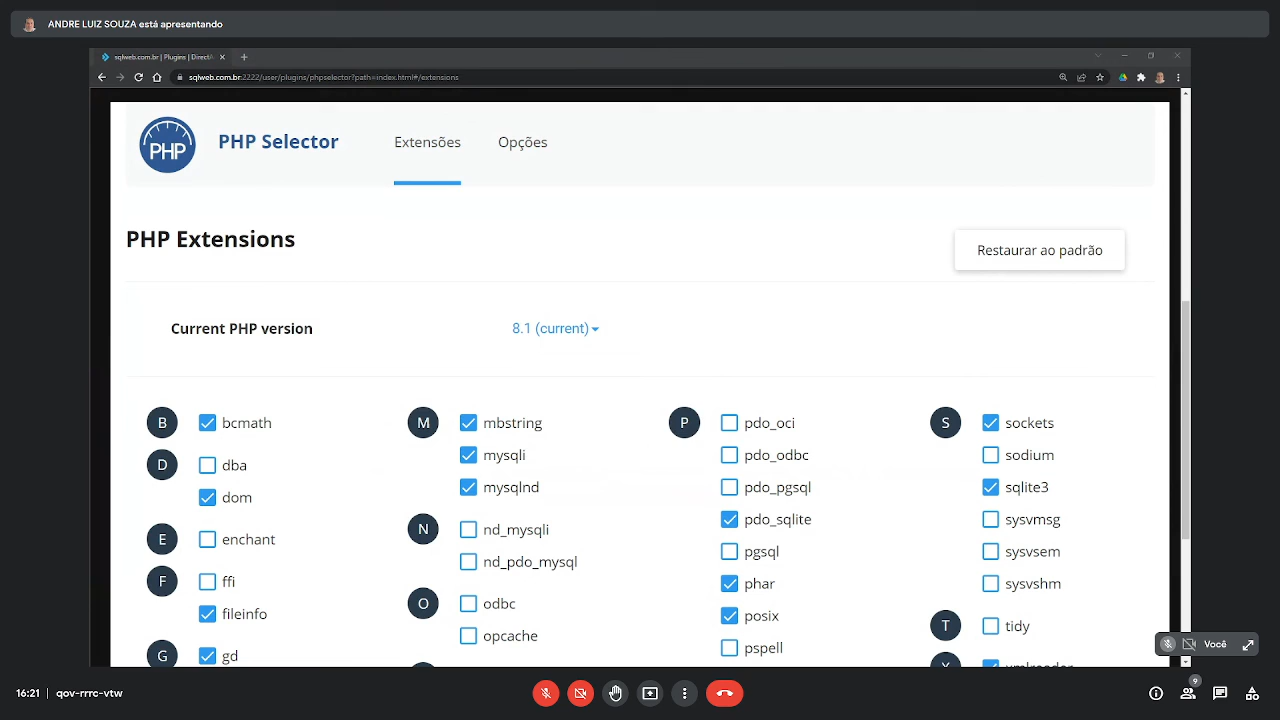 ANDRE LUIZ SOUZA está apresentando
sqlweb.com.br | Plugins | DirectA
sqlweb.com.br:2222/user/plugins/phpselector?path=index.html#/extensions
PHP
PHP Selector
Extensões
Opções
PHP Extensions
Restaurar ao padrão
Current PHP version
8.1 (current)
B
bcmath
D
dba
dom
E
enchant
F
ffi
fileinfo
G
gd
M
mbstring
mysqli
mysqlnd
N
nd_mysqli
nd_pdo_mysql
O
odbc
opcache
P
pdo_oci
pdo_odbc
pdo_pgsql
pdo_sqlite
pgsql
phar
posix
pspell
S
sockets
sodium
sqlite3
sysvmsg
sysvsem
sysvshm
T
tidy
X
xmlreader
Você
16:21 | qov-rrrc-vtw
9